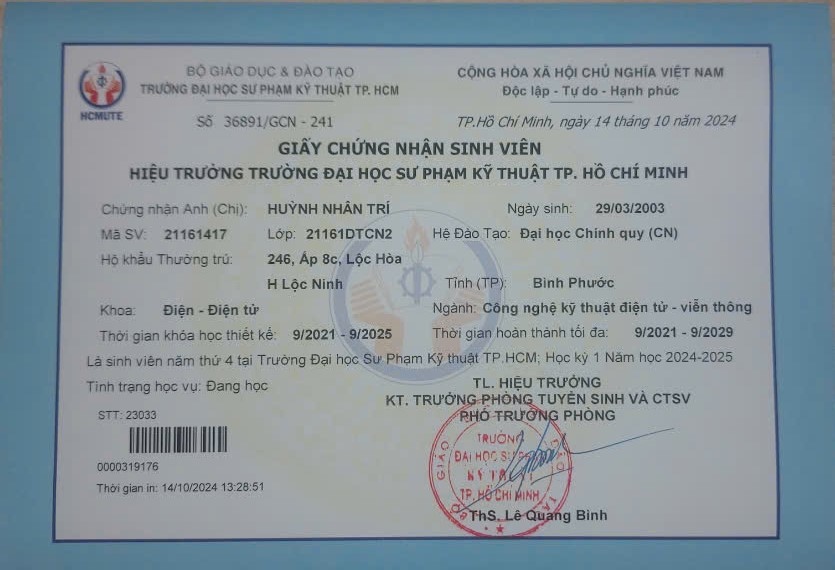 BỘ GIÁO DỤC & ĐÀO TẠO
TRƯỜNG ĐẠI HỌC SƯ PHẠM KỸ THUẬT TP. HCM
HCMUTE
CỘNG HÒA XÃ HỘI CHỦ NGHĨA VIỆT NAM
Độc lập - Tự do - Hạnh phúc
Số 36891/GCN - 241
TP.Hồ Chí Minh, ngày 14 tháng 10 năm 2024
GIẤY CHỨNG NHẬN SINH VIÊN
HIỆU TRƯỞNG TRƯỜNG ĐẠI HỌC SƯ PHẠM KỸ THUẬT TP. HỒ CHÍ MINH
Chứng nhận Anh (Chị): HUỲNH NHÂN TRÍ Ngày sinh: 29/03/2003
Mã SV: 21161417 Lớp: 21161DTCN2 Hệ Đào Tạo: Đại học Chính quy (CN)
Hộ khẩu Thường trú: 246, Ấp 8c, Lộc Hòa
H Lộc Ninh Tỉnh (TP): Bình Phước
Khoa: Điện - Điện tử Ngành: Công nghệ kỹ thuật điện tử - viễn thông
Thời gian khóa học thiết kế: 9/2021 - 9/2025 Thời gian hoàn thành tối đa: 9/2021 - 9/2029
Là sinh viên năm thứ 4 tại Trường Đại học Sư Phạm Kỹ thuật TP.HCM; Học kỳ 1 Năm học 2024-2025
Tình trạng học vụ: Đang học
TL. HIỆU TRƯỞNG
KT. TRƯỞNG PHÒNG TUYỂN SINH VÀ CTSV
PHÓ TRƯỞNG PHÒNG
STT: 23033
0000319176
Thời gian in: 14/10/2024 13:28:51
TRƯỜNG
ĐẠI HỌC SƯ
KỸ
TP. HỒ CHÍ MINH
ThS. Lê Quang Bình